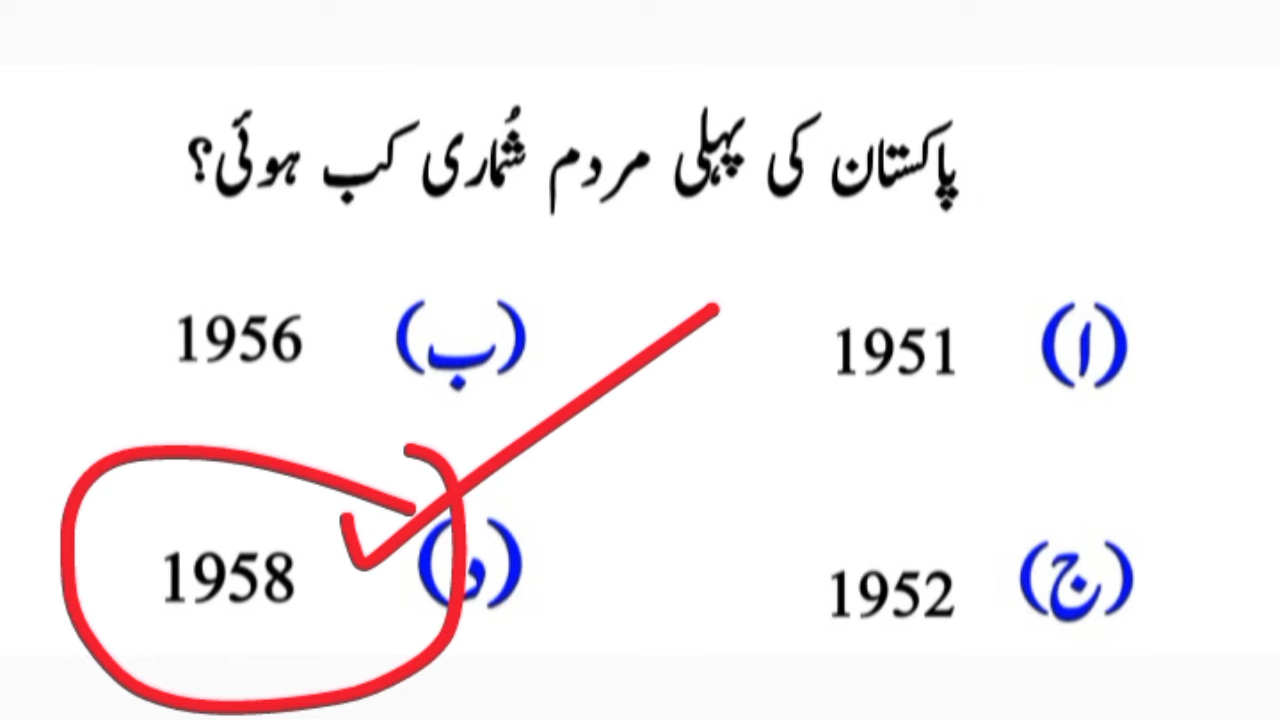 پاکستان کی پہلی مردم شُماری کب ہوئی؟
(ا) 1951 (ب) 1956
(ج) 1952 (د) 1958